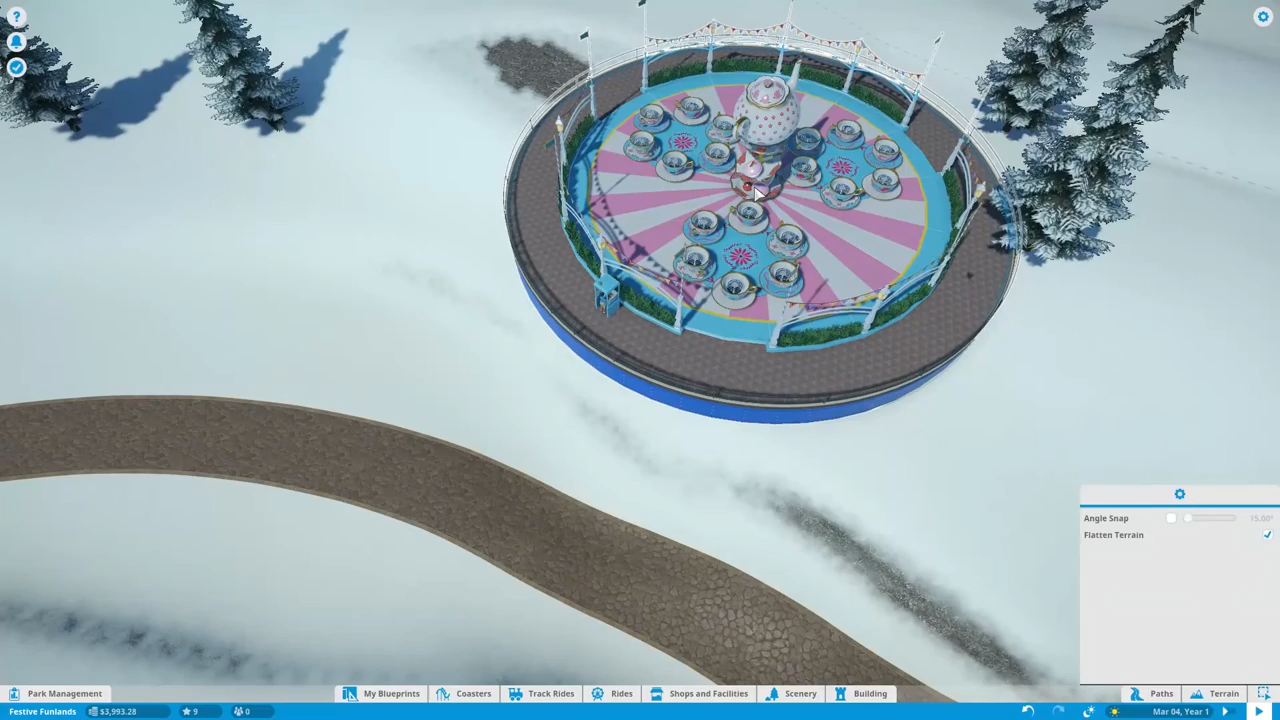 ?
Angle Snap 15.00°
Flatten Terrain
Park Management My Blueprints Coasters Track Rides Rides Shops and Facilities Scenery Building Paths Terrain
Festive Funlands $3,993.28 9 0 Mar 04, Year 1